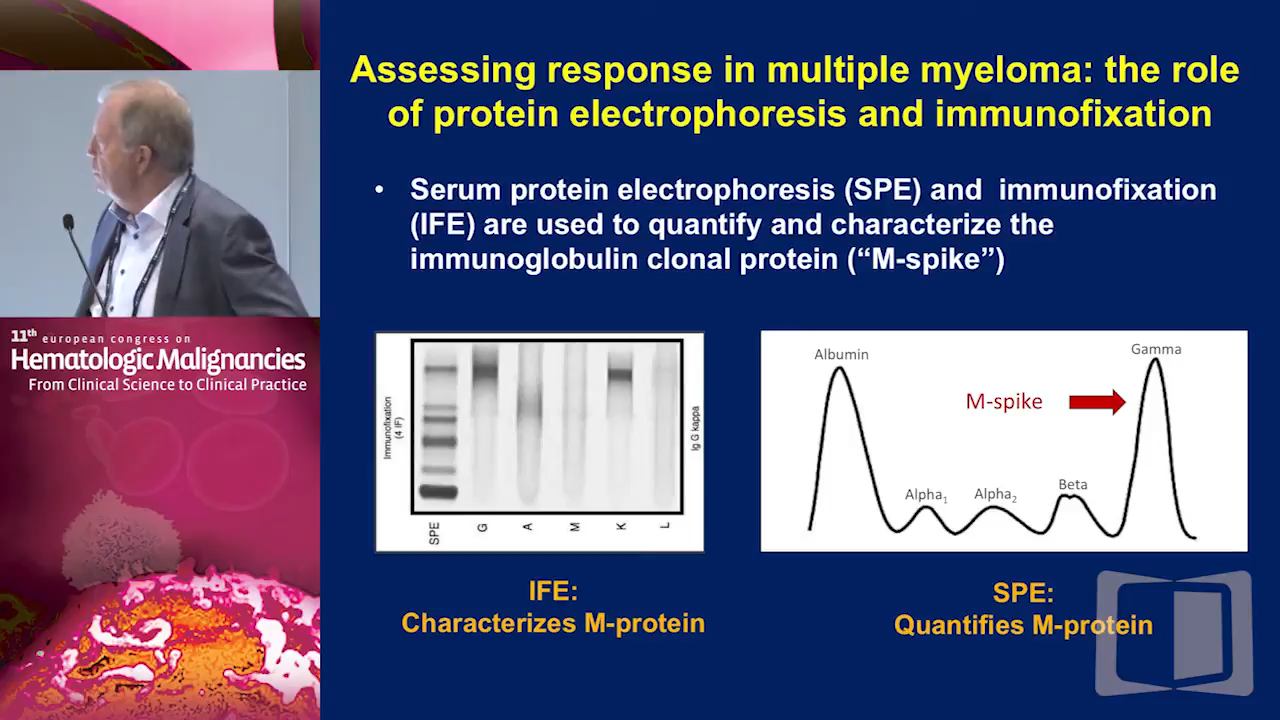 11th european congress on
Hematologic Malignancies
From Clinical Science to Clinical Practice
Assessing response in multiple myeloma: the role
of protein electrophoresis and immunofixation
• Serum protein electrophoresis (SPE) and immunofixation
(IFE) are used to quantify and characterize the
immunoglobulin clonal protein (“M-spike”)
Immunofixation
(4 IF)
Ig G kappa
SPE
G
A
M
K
L
IFE:
Characterizes M-protein
Albumin
Alpha1
Alpha2
Beta
Gamma
M-spike
SPE:
Quantifies M-protein